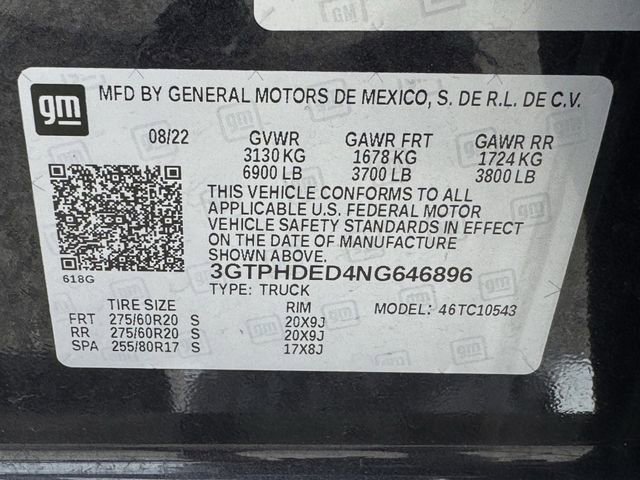 GM
gm MFD BY GENERAL MOTORS DE MEXICO, S. DE R.L. DE C.V.
08/22 GVWR GAWR FRT GAWR RR
3130 KG 1678 KG 1724 KG
6900 LB 3700 LB 3800 LB
THIS VEHICLE CONFORMS TO ALL
APPLICABLE U.S. FEDERAL MOTOR
VEHICLE SAFETY STANDARDS IN EFFECT
ON THE DATE OF MANUFACTURE
SHOWN ABOVE.
618G 3GTPHDED4NG646896
TYPE: TRUCK MODEL: 46TC10543
TIRE SIZE RIM
FRT 275/60R20 S 20X9J
RR 275/60R20 S 20X9J
SPA 255/80R17 S 17X8J